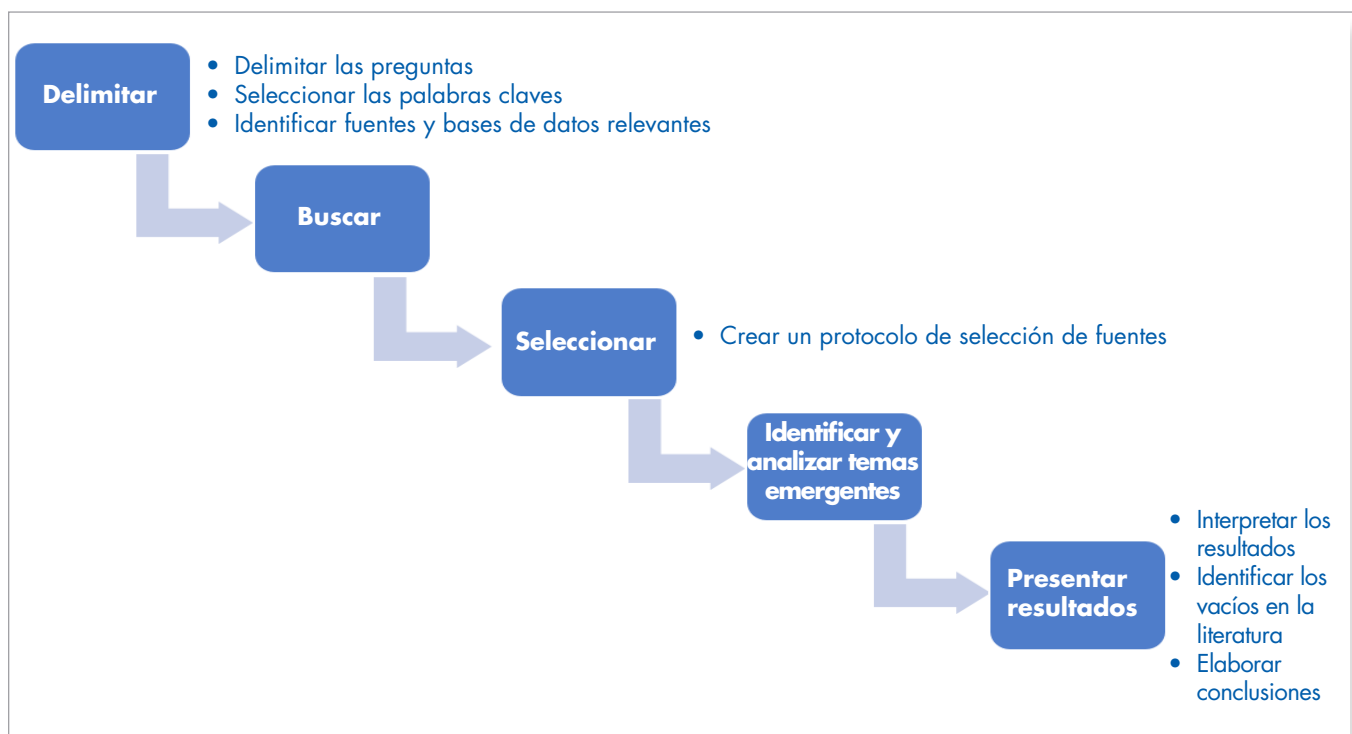 Delimitar
• Delimitar las preguntas
• Seleccionar las palabras claves
• Identificar fuentes y bases de datos relevantes
Buscar
Seleccionar
• Crear un protocolo de selección de fuentes
Identificar y
analizar temas
emergentes
Presentar
resultados
• Interpretar los
resultados
• Identificar los
vacíos en la
literatura
• Elaborar
conclusiones